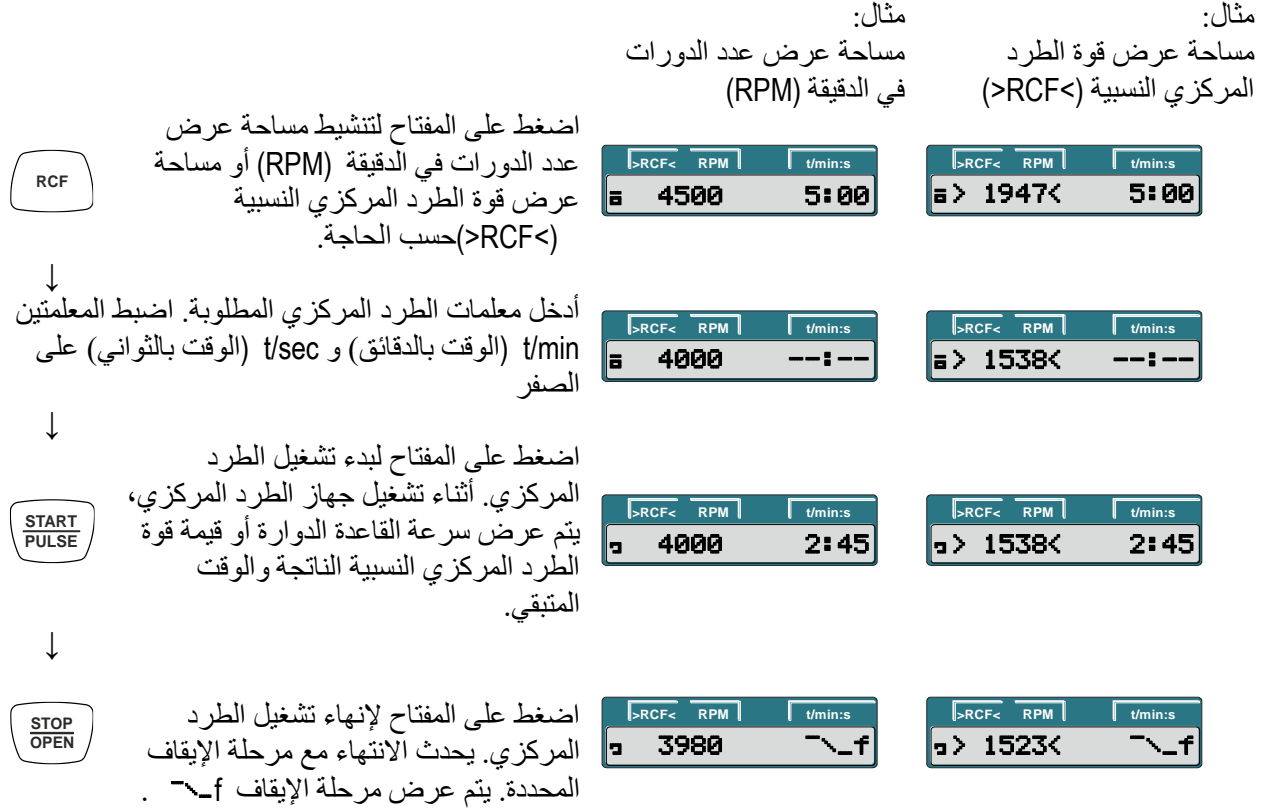 مثال:
مساحة عرض قوة الطرد
المركزي النسبية (>RCF<)
مثال:
مساحة عرض عدد الدورات
في الدقيقة (RPM)
RCF
اضغط على المفتاح لتنشيط مساحة عرض
عدد الدورات في الدقيقة (RPM) أو مساحة
عرض قوة الطرد المركزي النسبية
(>RCF<)حسب الحاجة.
>RCF< RPM t/min:s
4500 5:00
>RCF< RPM t/min:s
> 1947< 5:00
↓
أدخل معلمات الطرد المركزي المطلوبة. اضبط المعلمتين
t/min (الوقت بالدقائق) و t/sec (الوقت بالثواني) على
الصفر
>RCF< RPM t/min:s
4000 --:--
>RCF< RPM t/min:s
> 1538< --:--
↓
START
PULSE
اضغط على المفتاح لبدء تشغيل الطرد
المركزي. أثناء تشغيل جهاز الطرد المركزي،
يتم عرض سرعة القاعدة الدوارة أو قيمة قوة
الطرد المركزي النسبية الناتجة والوقت
المتبقي.
>RCF< RPM t/min:s
4000 2:45
>RCF< RPM t/min:s
> 1538< 2:45
↓
STOP
OPEN
اضغط على المفتاح لإنهاء تشغيل الطرد
المركزي. يحدث الانتهاء مع مرحلة الإيقاف
المحددة. يتم عرض مرحلة الإيقاف ‾\_f .
>RCF< RPM t/min:s
3980 ‾\_f
>RCF< RPM t/min:s
> 1523< ‾\_f